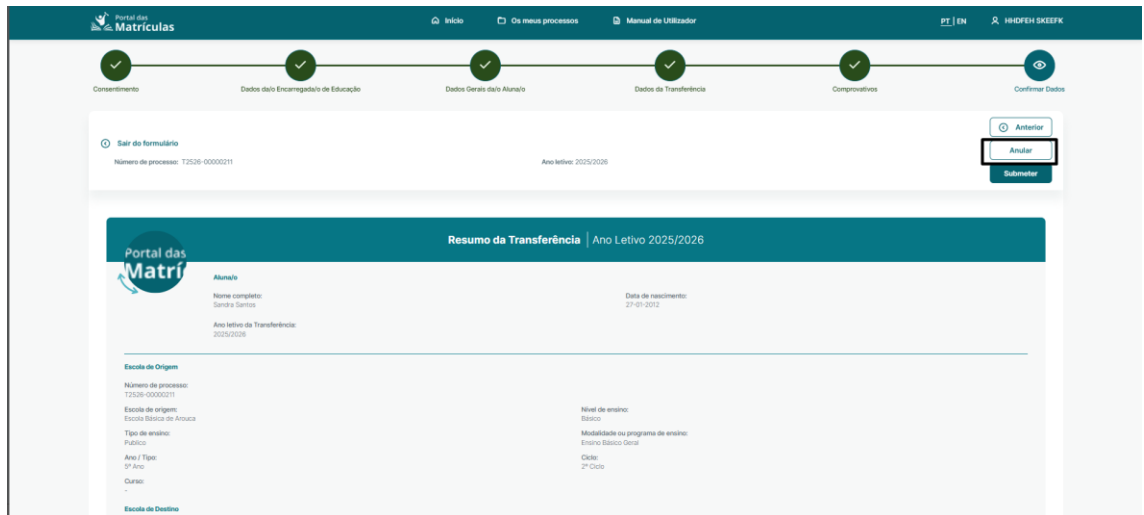 Portal das
Matrículas
Início
Os meus processos
Manual de Utilizador
PT | EN
HHDFEH SKEEFK
Consentimento
Dados da/o Encarregada/o de Educação
Dados Gerais da/o Aluna/o
Dados da Transferência
Comprovativos
Confirmar Dados
Sair do formulário
Número de processo: T2526-00000211
Ano letivo: 2025/2026
Anterior
Anular
Submeter
Resumo da Transferência | Ano Letivo 2025/2026
Portal das
Matrí
Aluna/o
Nome completo:
Sandra Santos
Data de nascimento:
27-01-2012
Ano letivo da Transferência:
2025/2026
Escola de Origem
Número de processo:
T2526-00000211
Escola de origem:
Escola Básica de Arouca
Nível de ensino:
Básico
Tipo de ensino:
Publico
Modalidade ou programa de ensino:
Ensino Básico Geral
Ano / Tipo:
5º Ano
Ciclo:
2º Ciclo
Curso:
-
Escola de Destino